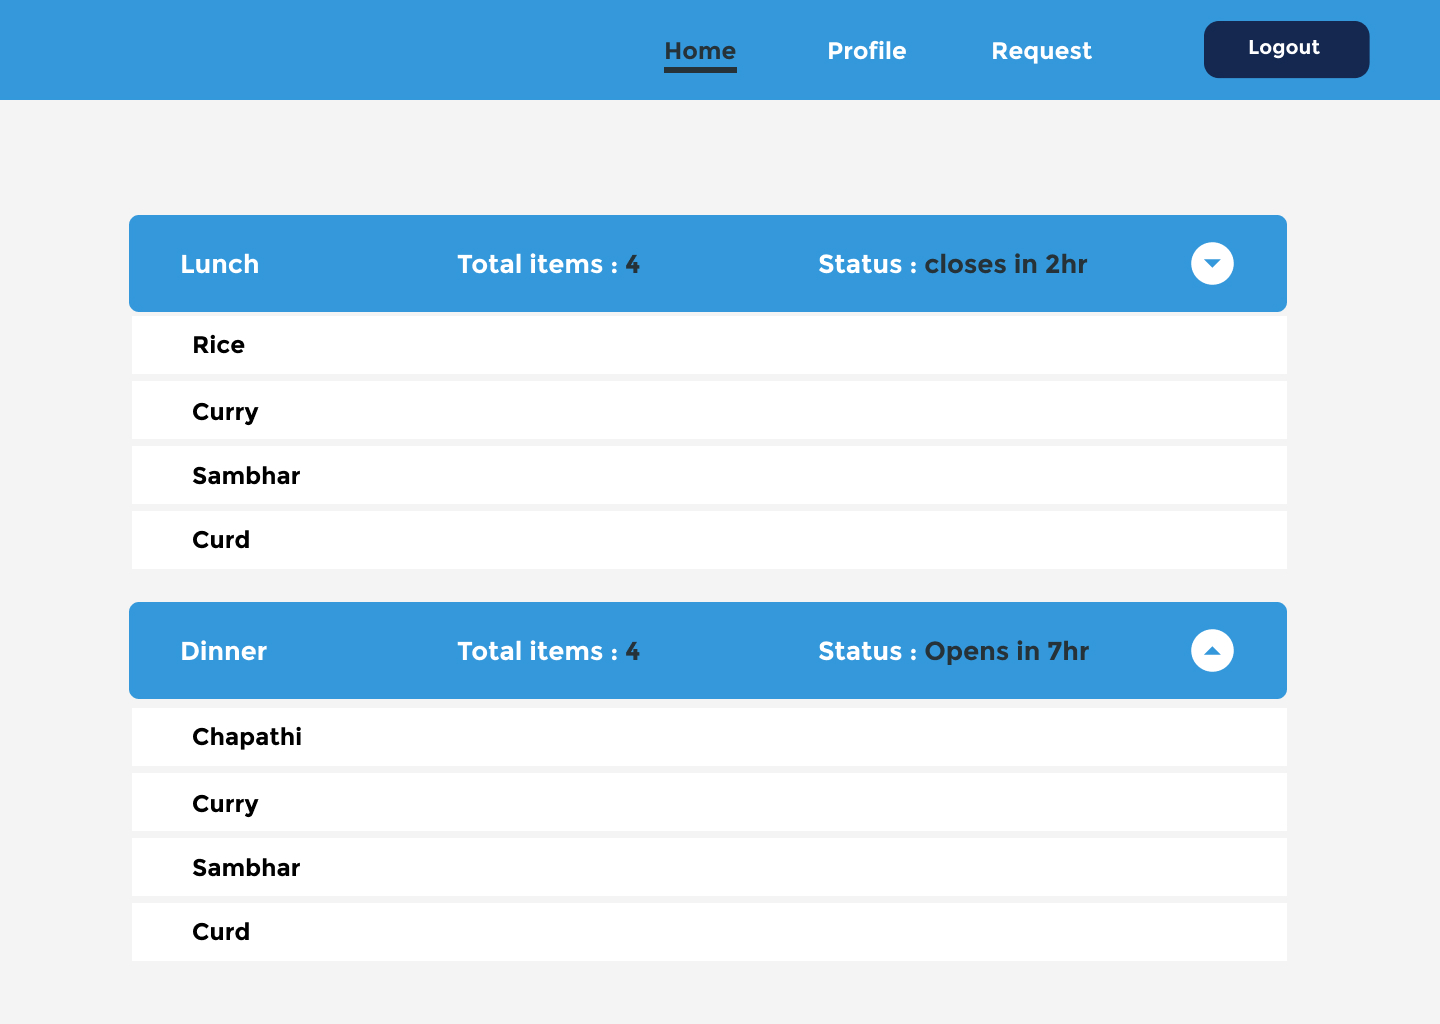 Home Profile Request Logout
Lunch Total items : 4 Status : closes in 2hr
Rice
Curry
Sambhar
Curd
Dinner Total items : 4 Status : Opens in 7hr
Chapathi
Curry
Sambhar
Curd